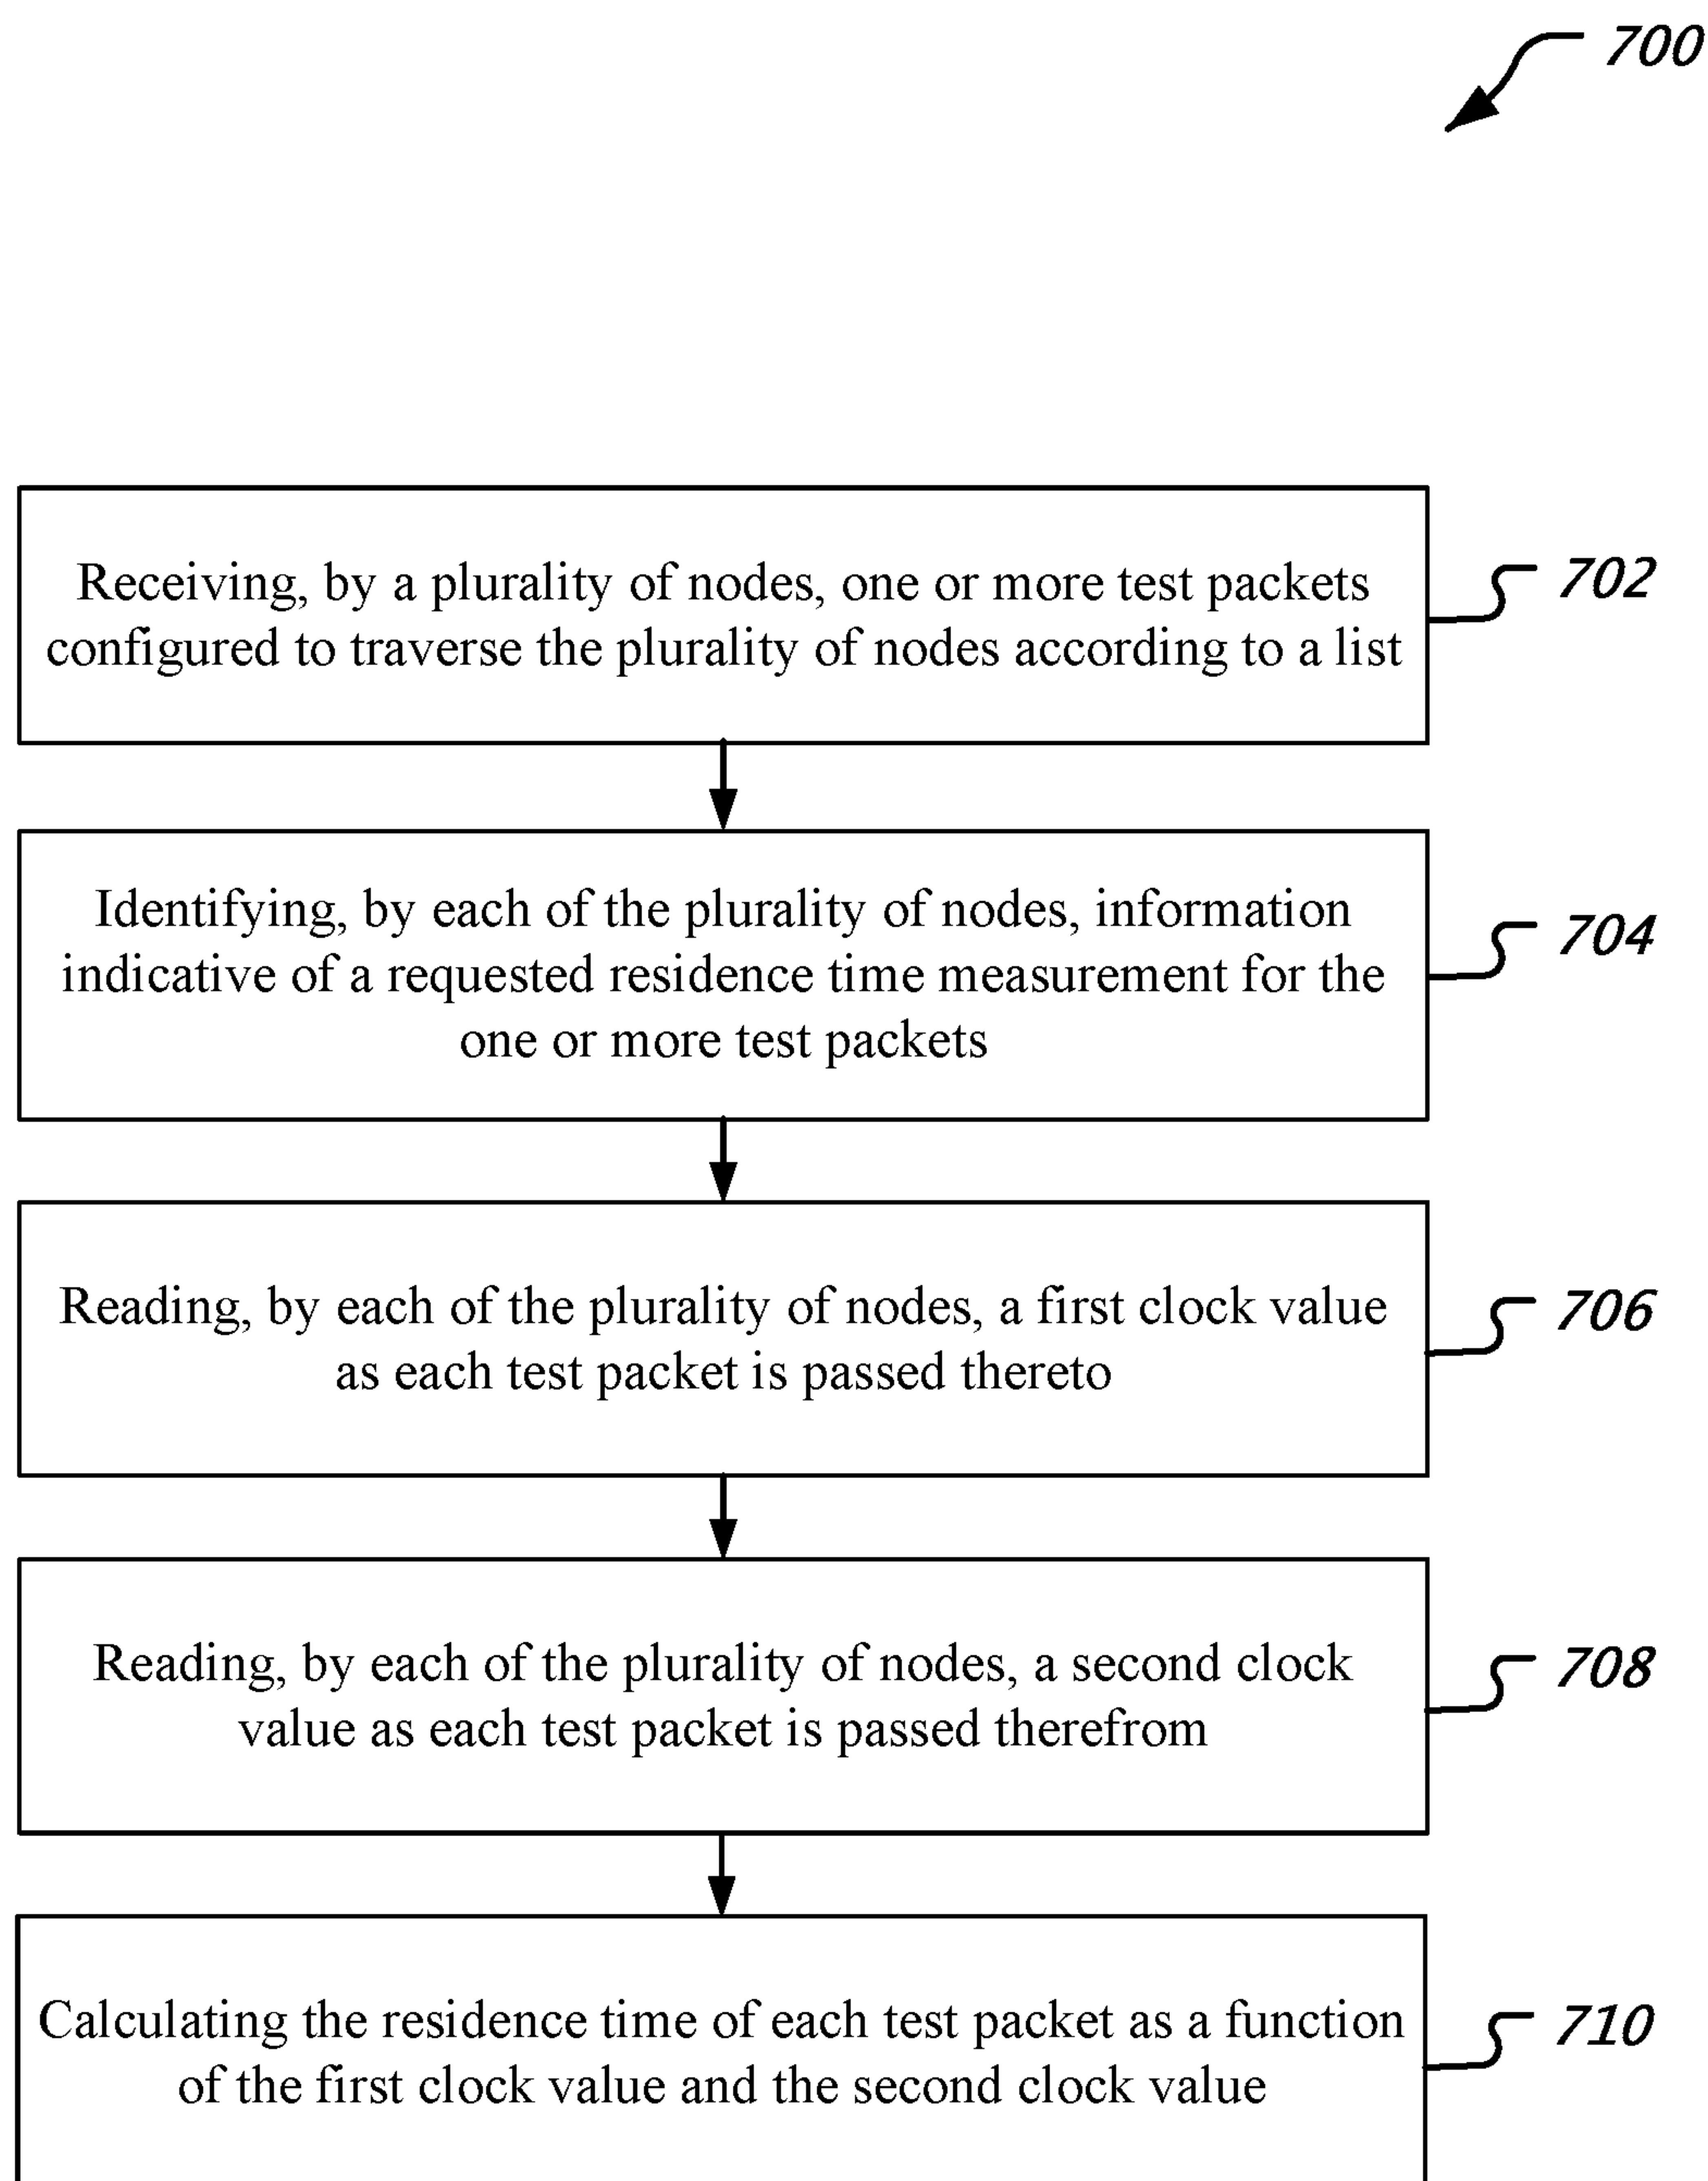 700
Receiving, by a plurality of nodes, one or more test packets
configured to traverse the plurality of nodes according to a list
702
Identifying, by each of the plurality of nodes, information
indicative of a requested residence time measurement for the
one or more test packets
704
Reading, by each of the plurality of nodes, a first clock value
as each test packet is passed thereto
706
Reading, by each of the plurality of nodes, a second clock
value as each test packet is passed therefrom
708
Calculating the residence time of each test packet as a function
of the first clock value and the second clock value
710